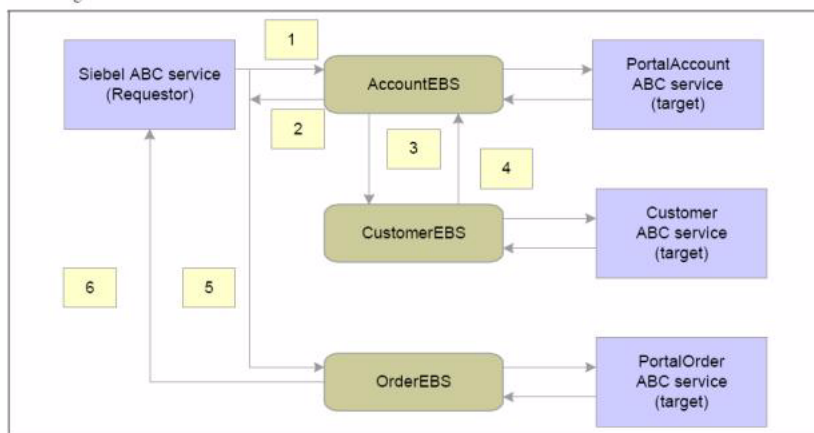 1
Siebel ABC service
(Requestor)
AccountEBS
PortalAccount
ABC service
(target)
2
3
4
CustomerEBS
Customer
ABC service
(target)
6
5
OrderEBS
PortalOrder
ABC service
(target)